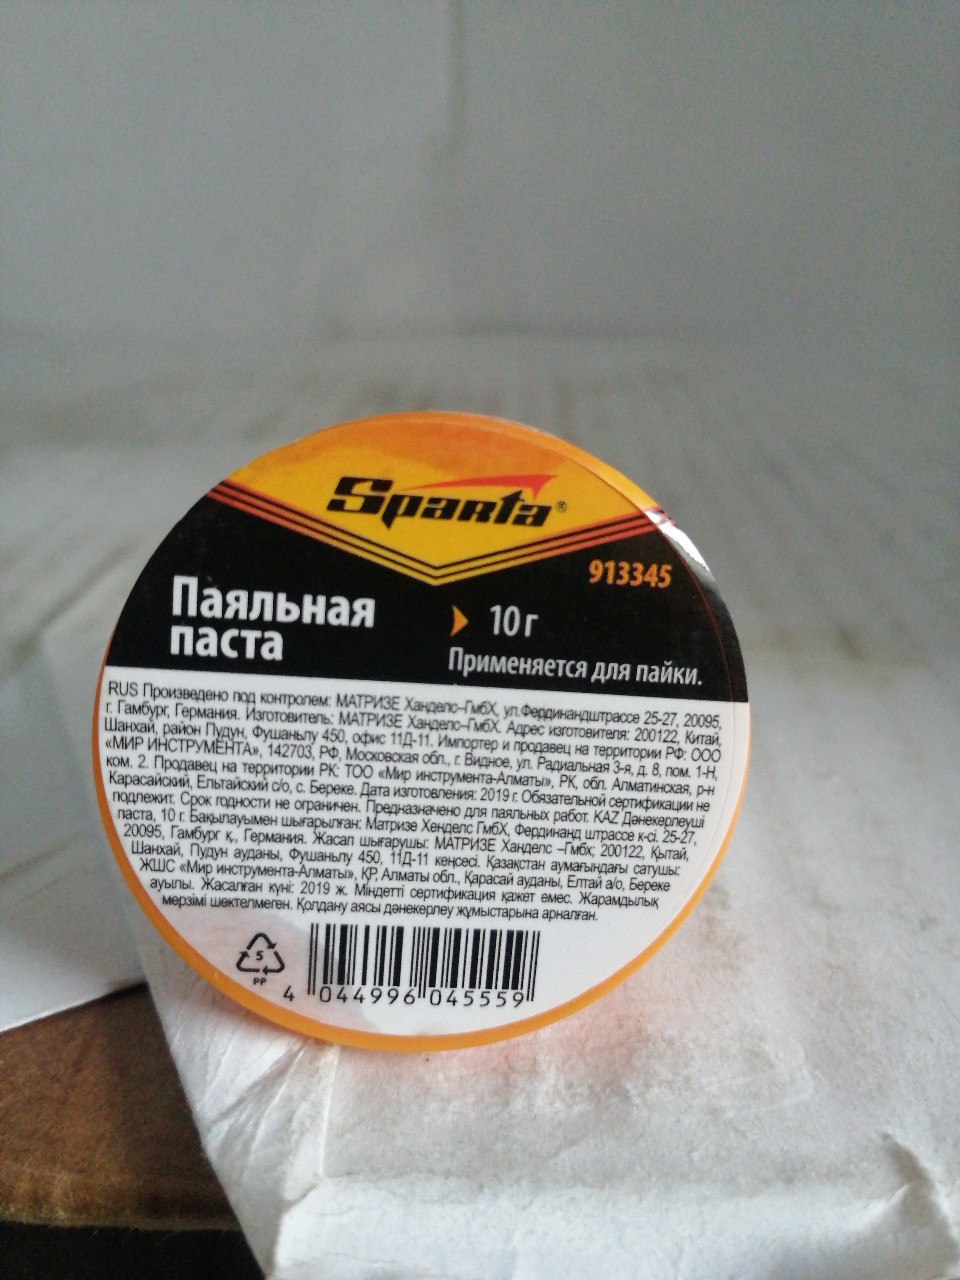 Sparta®
913345
Паяльная
паста
10 г
Применяется для пайки.
RUS Произведено под контролем: МАТРИЗЕ Ханделс–ГмбХ, ул.Фердинандштрассе 25-27, 20095,
г. Гамбург, Германия. Изготовитель: МАТРИЗЕ Ханделс–ГмбХ. Адрес изготовителя: 200122, Китай,
Шанхай, район Пудун, Фушаньлу 450, офис 11Д-11. Импортер и продавец на территории РФ: ООО
«МИР ИНСТРУМЕНТА», 142703, РФ, Московская обл., г. Видное, ул. Радиальная 3-я, д. 8, пом. 1-Н,
ком. 2. Продавец на территории РК: ТОО «Мир инструмента-Алматы», РК, обл. Алматинская, р-н
Карасайский, Ельтайский с/о, с. Береке. Дата изготовления: 2019 г. Обязательной сертификации не
подлежит. Срок годности не ограничен. Предназначено для паяльных работ. KAZ Дәнекерлеуші
паста, 10 г. Бақылауымен шығарылған: Матризе Хенделс ГмбХ, Фердинанд штрассе к-сі. 25-27,
20095, Гамбург қ., Германия. Жасап шығарушы: МАТРИЗЕ Ханделс –Гмбх; 200122, Қытай,
Шанхай, Пудун ауданы, Фушаньлу 450, 11Д-11 кеңсесі. Қазақстан аумағындағы сатушы:
ЖШС «Мир инструмента-Алматы», ҚР, Алматы обл., Қарасай ауданы, Елтай а/о, Береке
ауылы. Жасалған күні: 2019 ж. Міндетті сертификация қажет емес. Жарамдылық
мерзімі шектелмеген. Қолдану аясы дәнекерлеу жұмыстарына арналған.
5
PP
4 044996 045559